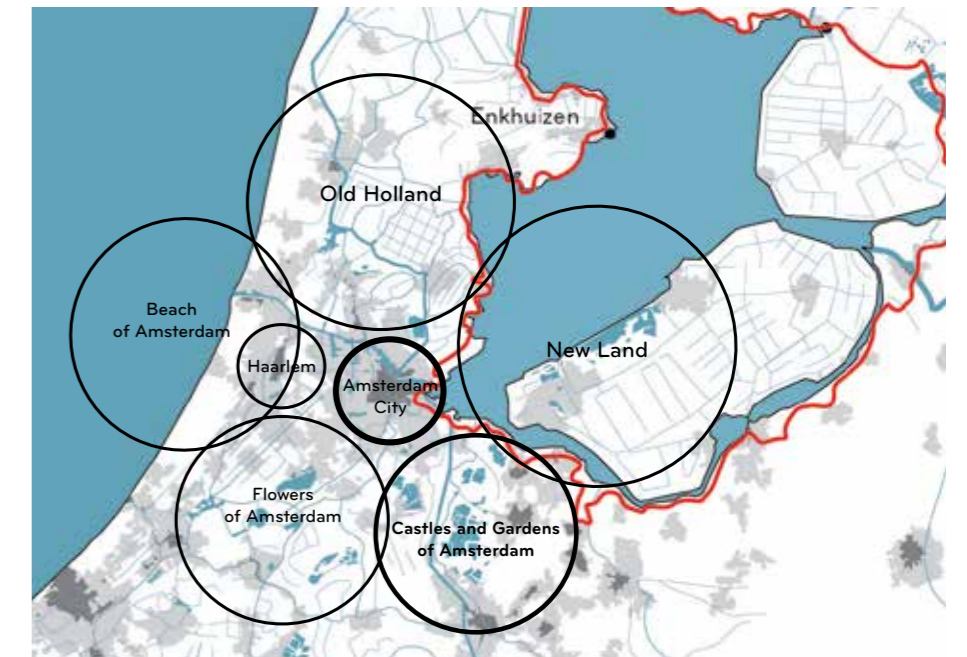 Enkhuizen
Old Holland
Beach
of Amsterdam
New Land
Haarlem
Amsterdam
City
Flowers
of Amsterdam
Castles and Gardens
of Amsterdam